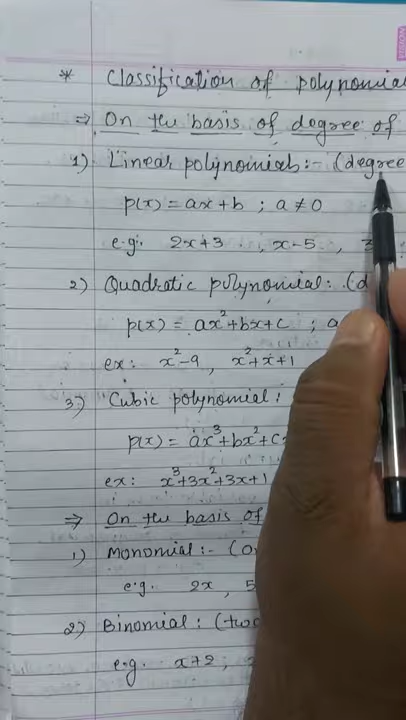 * Classification of polynomial
⇒ On the basis of degree of
1) Linear polynomials:- (degree
p(x) = ax+b ; a ≠ 0
e.g. 2x+3 , x-5 , 3
2) Quadratic polynomial: (d
p(x) = ax²+bx+c ; a
ex: x²-9 , x²+x+1
3) Cubic polynomial:
p(x) = ax³+bx²+c
ex: x³+3x²+3x+1
⇒ On the basis of
1) Monomial:- (o
e.g. 2x , 5
2) Binomial: (two
e.g. x+2 ;